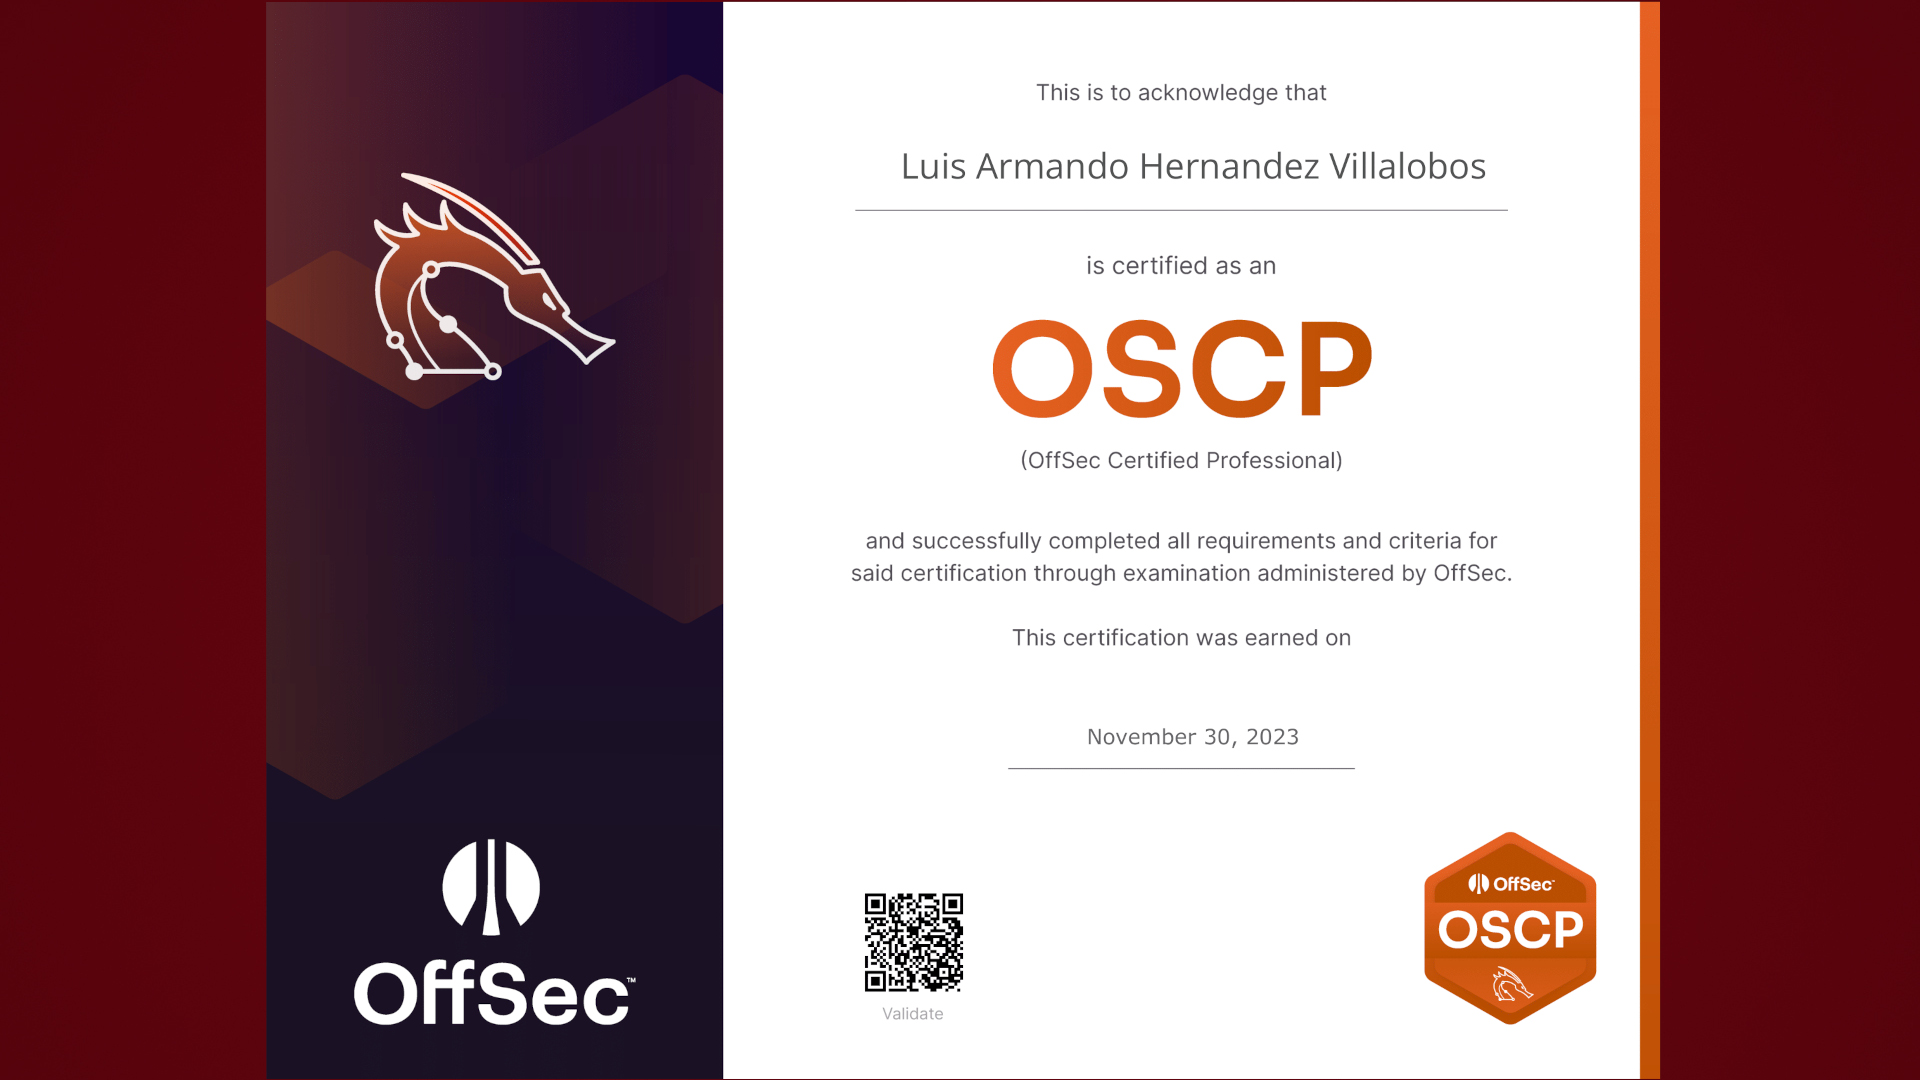 This is to acknowledge that
Luis Armando Hernandez Villalobos
is certified as an
OSCP
(OffSec Certified Professional)
and successfully completed all requirements and criteria for
said certification through examination administered by OffSec.
This certification was earned on
November 30, 2023
OffSec™
Validate
OffSec™
OSCP